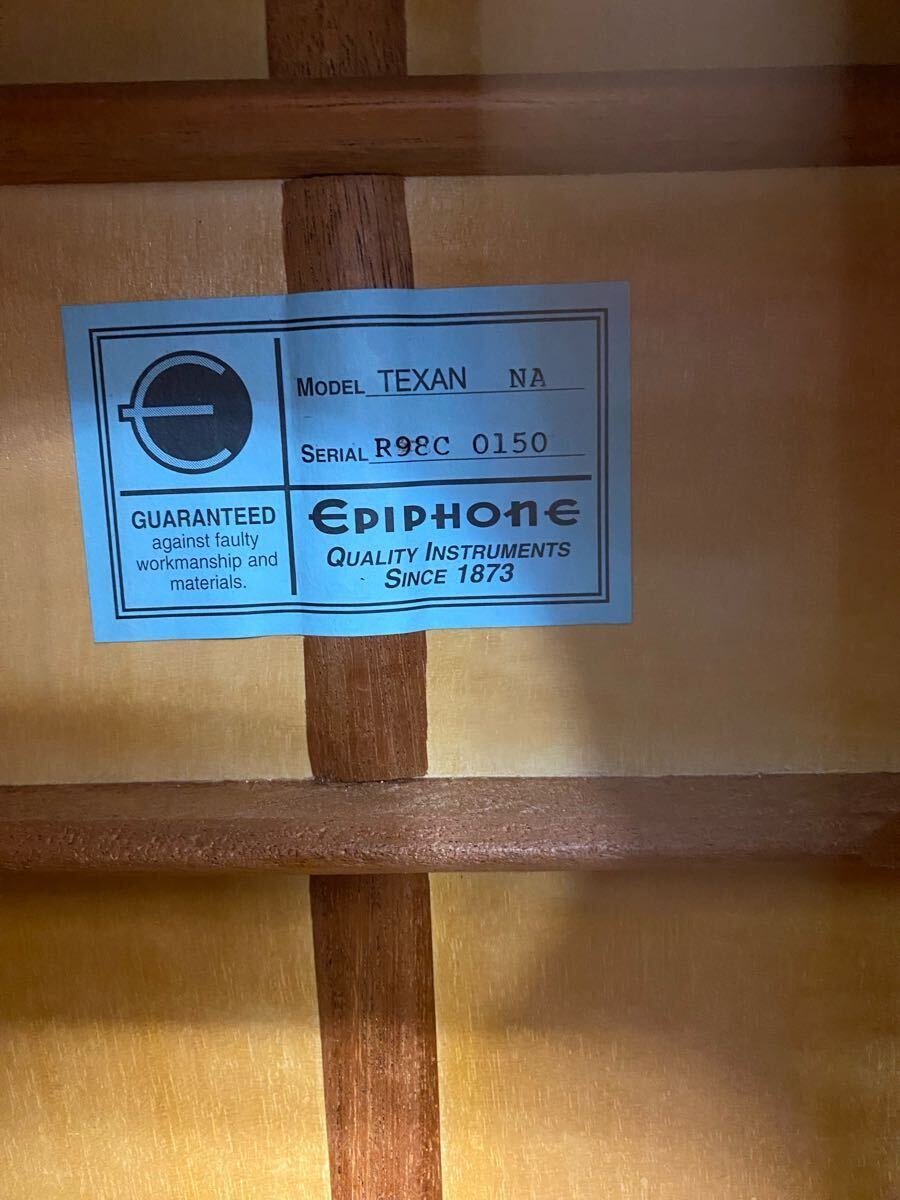 MODEL TEXAN NA
SERIAL R98C 0150
GUARANTEED
against faulty
workmanship and
materials.
EPIPHONE
QUALITY INSTRUMENTS
SINCE 1873